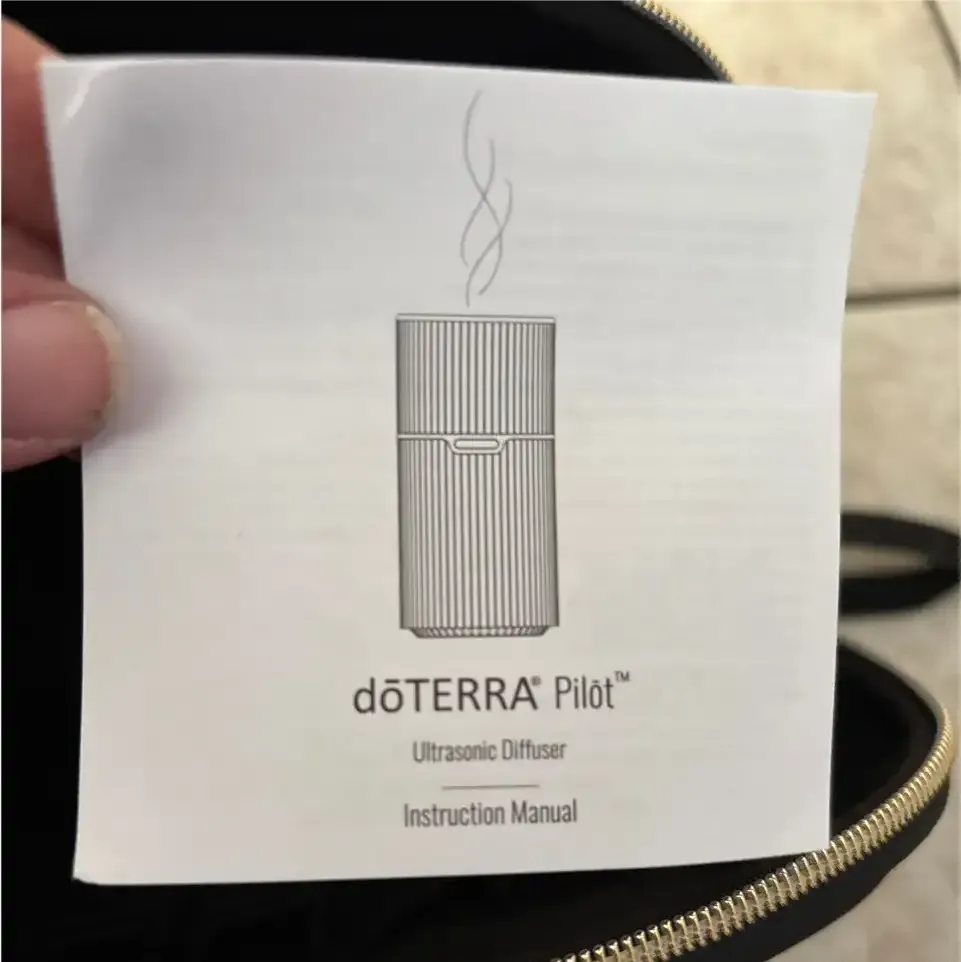 dōTERRA® Pilōt™
Ultrasonic Diffuser
Instruction Manual